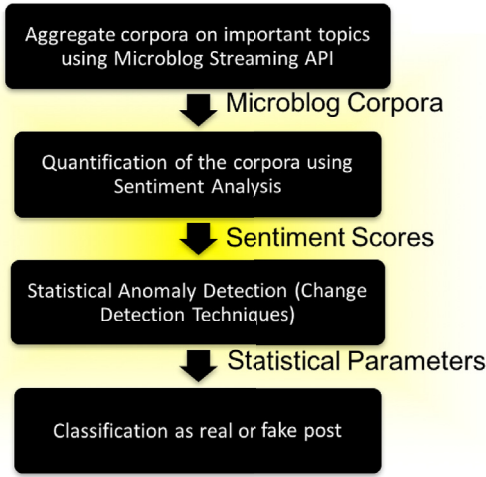 Aggregate corpora on important topics
using Microblog Streaming API
Microblog Corpora
Quantification of the corpora using
Sentiment Analysis
Sentiment Scores
Statistical Anomaly Detection (Change
Detection Techniques)
Statistical Parameters
Classification as real or fake post